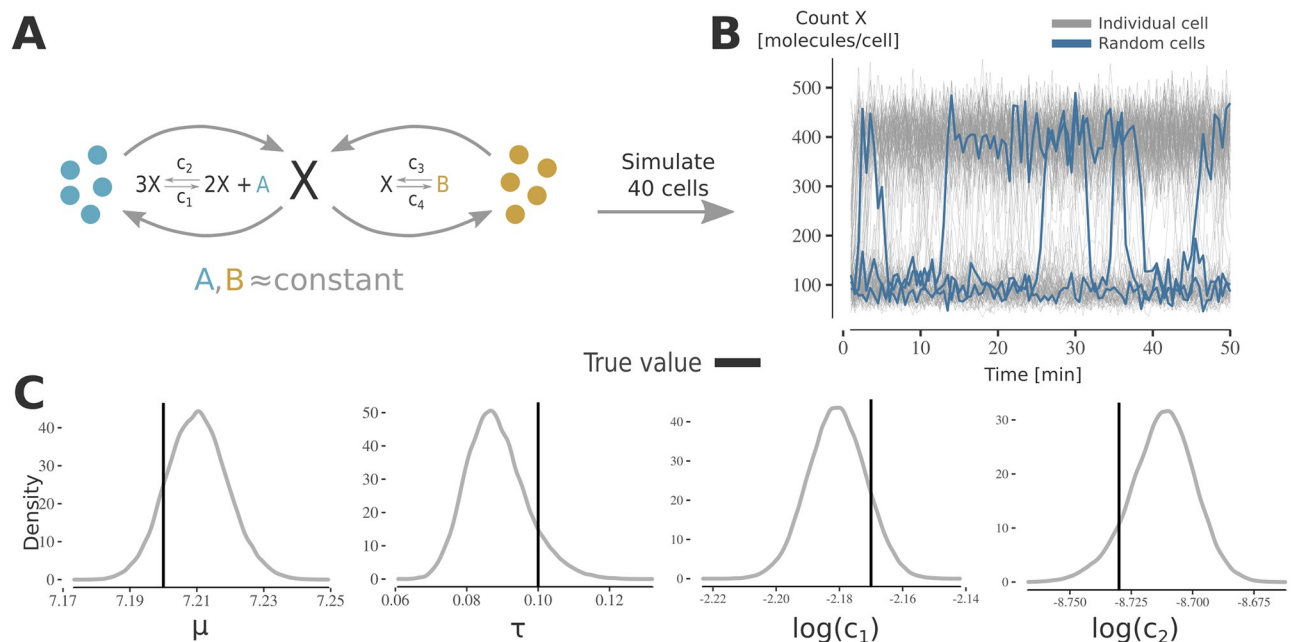 A
B
Count X
[molecules/cell]
Individual cell
Random cells
500
400
300
200
100
0
10
20
30
40
50
Time [min]
c2
3X
2X + A
c1
X
c3
X
B
c4
A, B ≈constant
Simulate
40 cells
True value
C
Density
40
30
20
10
0
7.17
7.19
7.21
7.23
7.25
μ
50
40
30
20
10
0
0.06
0.08
0.10
0.12
τ
40
30
20
10
0
-2.22
-2.20
-2.18
-2.16
-2.14
log(c1)
30
20
10
0
-8.750
-8.725
-8.700
-8.675
log(c2)